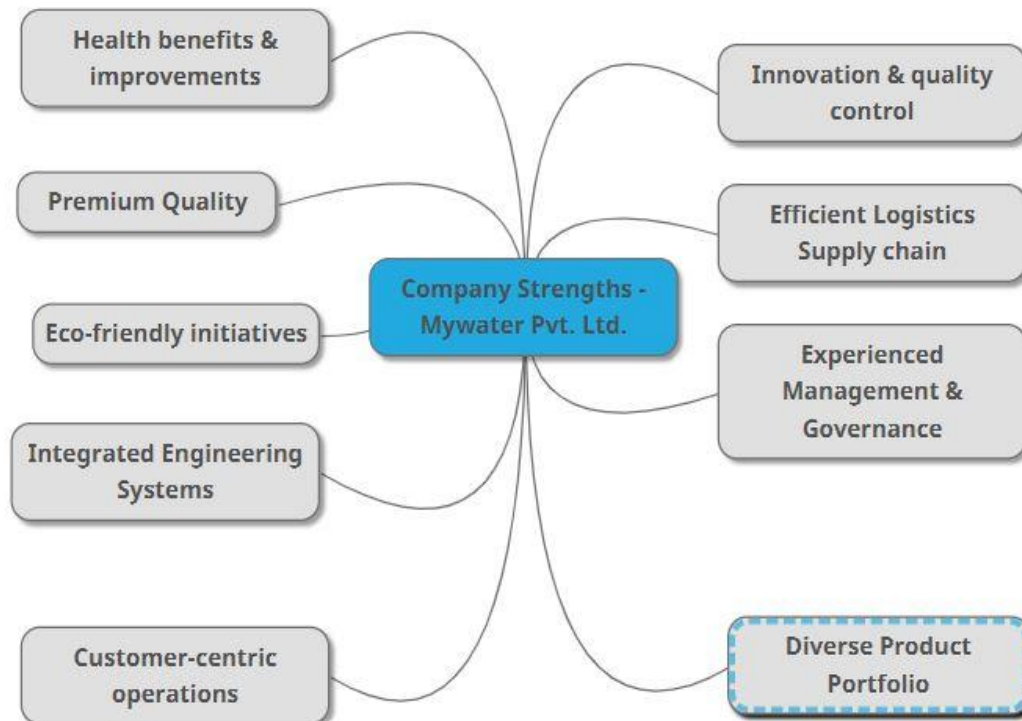 Health benefits &
improvements
Premium Quality
Eco-friendly initiatives
Integrated Engineering
Systems
Customer-centric
operations
Company Strengths -
Mywater Pvt. Ltd.
Innovation & quality
control
Efficient Logistics
Supply chain
Experienced
Management &
Governance
Diverse Product
Portfolio